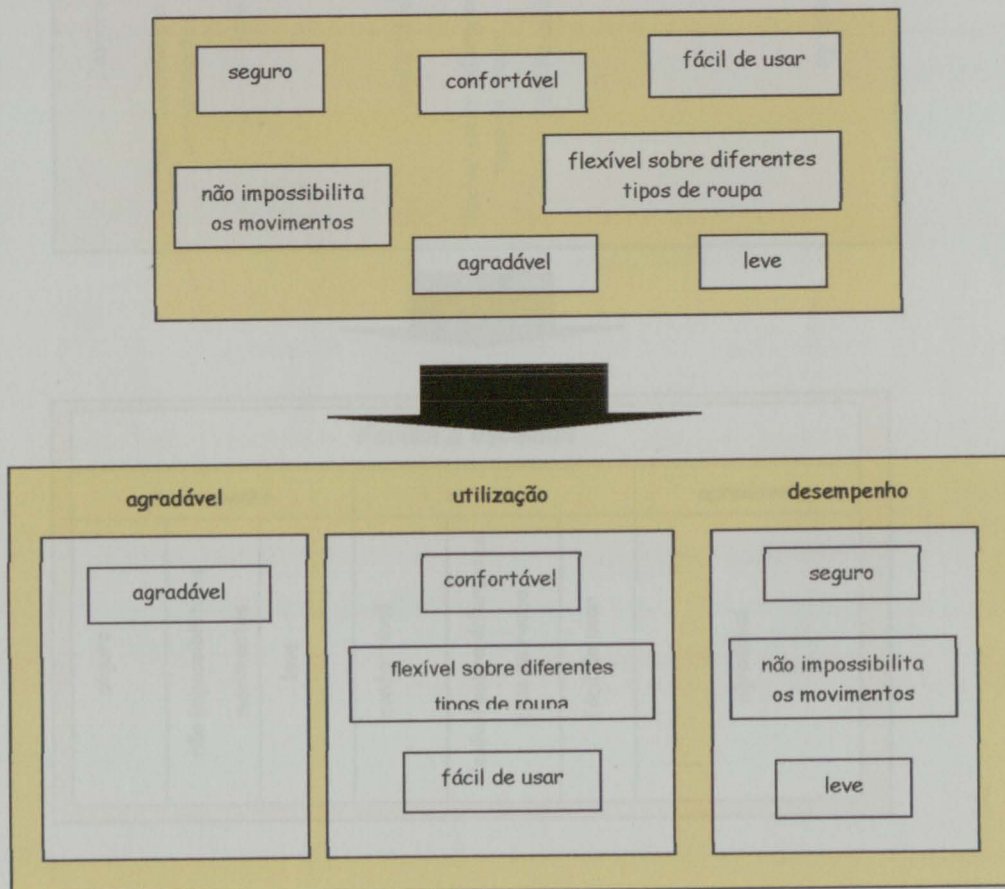 seguro
confortável
fácil de usar
não impossibilita
os movimentos
flexível sobre diferentes
tipos de roupa
agradável
leve
agradável
utilização
desempenho
agradável
confortável
flexível sobre diferentes
tipos de roupa
fácil de usar
seguro
não impossibilita
os movimentos
leve